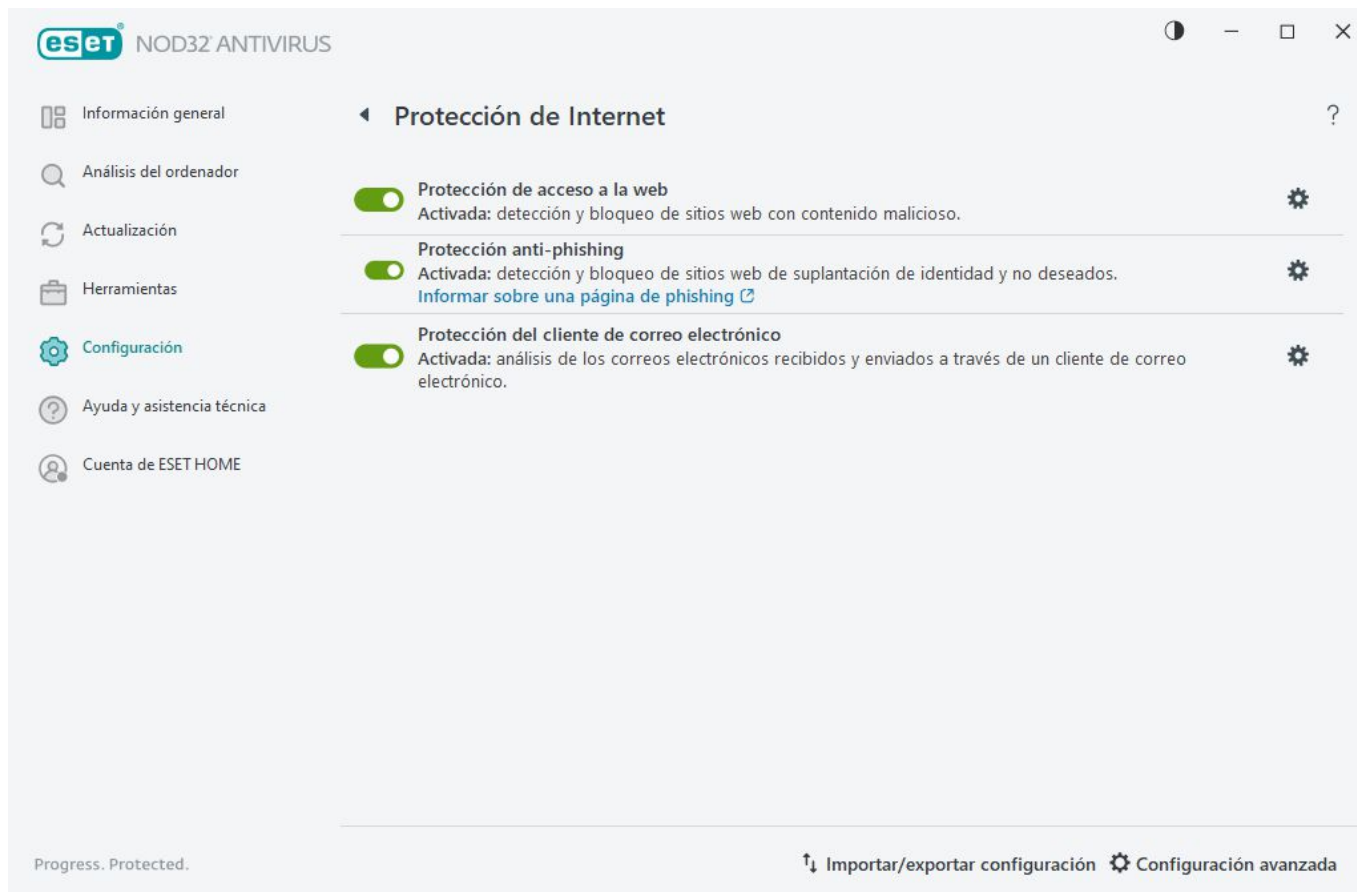 eset® NOD32® ANTIVIRUS
Información general
Análisis del ordenador
Actualización
Herramientas
Configuración
Ayuda y asistencia técnica
Cuenta de ESET HOME
Protección de Internet
?
Protección de acceso a la web
Activada: detección y bloqueo de sitios web con contenido malicioso.
Protección anti-phishing
Activada: detección y bloqueo de sitios web de suplantación de identidad y no deseados.
Informar sobre una página de phishing
Protección del cliente de correo electrónico
Activada: análisis de los correos electrónicos recibidos y enviados a través de un cliente de correo
electrónico.
Progress. Protected.
Importar/exportar configuración Configuración avanzada